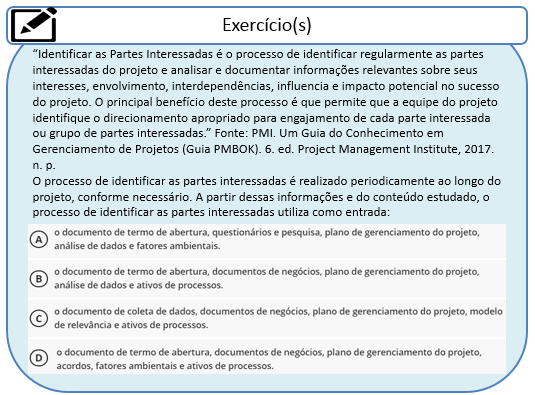 Exercício(s)
“Identificar as Partes Interessadas é o processo de identificar regularmente as partes
interessadas do projeto e analisar e documentar informações relevantes sobre seus
interesses, envolvimento, interdependências, influencia e impacto potencial no sucesso
do projeto. O principal benefício deste processo é que permite que a equipe do projeto
identifique o direcionamento apropriado para engajamento de cada parte interessada
ou grupo de partes interessadas.” Fonte: PMI. Um Guia do Conhecimento em
Gerenciamento de Projetos (Guia PMBOK). 6. ed. Project Management Institute, 2017.
n. p.
O processo de identificar as partes interessadas é realizado periodicamente ao longo do
projeto, conforme necessário. A partir dessas informações e do conteúdo estudado, o
processo de identificar as partes interessadas utiliza como entrada:
A o documento de termo de abertura, questionários e pesquisa, plano de gerenciamento do projeto,
análise de dados e fatores ambientais.
B o documento de termo de abertura, documentos de negócios, plano de gerenciamento do projeto,
análise de dados e ativos de processos.
C o documento de coleta de dados, documentos de negócios, plano de gerenciamento do projeto, modelo
de relevância e ativos de processos.
D o documento de termo de abertura, documentos de negócios, plano de gerenciamento do projeto,
acordos, fatores ambientais e ativos de processos.